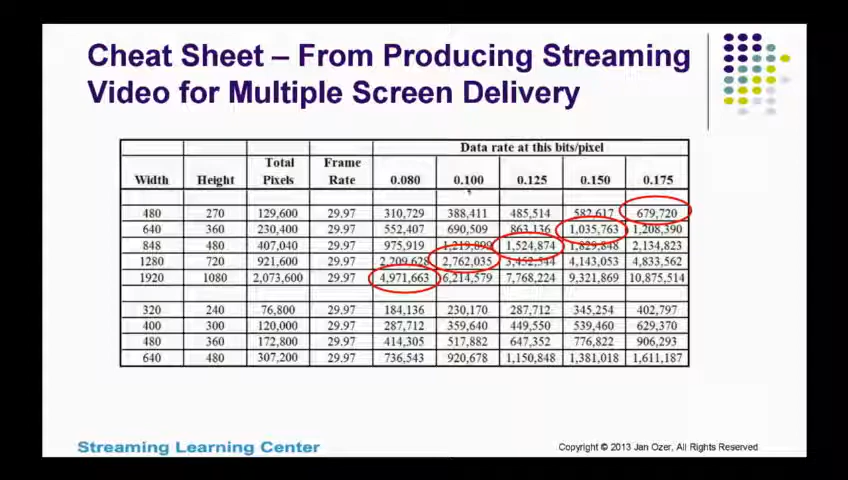 Cheat Sheet – From Producing Streaming
Video for Multiple Screen Delivery
Data rate at this bits/pixel
Width Height Total Pixels Frame Rate 0.080 0.100 0.125 0.150 0.175
480 270 129,600 29.97 310,729 388,411 485,514 582,617 679,720
640 360 230,400 29.97 552,407 690,509 863,136 1,035,763 1,208,390
848 480 407,040 29.97 975,919 1,219,899 1,524,874 1,829,848 2,134,823
1280 720 921,600 29.97 2,209,628 2,762,035 3,452,544 4,143,053 4,833,562
1920 1080 2,073,600 29.97 4,971,663 6,214,579 7,768,224 9,321,869 10,875,514
320 240 76,800 29.97 184,136 230,170 287,712 345,254 402,797
400 300 120,000 29.97 287,712 359,640 449,550 539,460 629,370
480 360 172,800 29.97 414,305 517,882 647,352 776,822 906,293
640 480 307,200 29.97 736,543 920,678 1,150,848 1,381,018 1,611,187
Streaming Learning Center
Copyright © 2013 Jan Ozer, All Rights Reserved